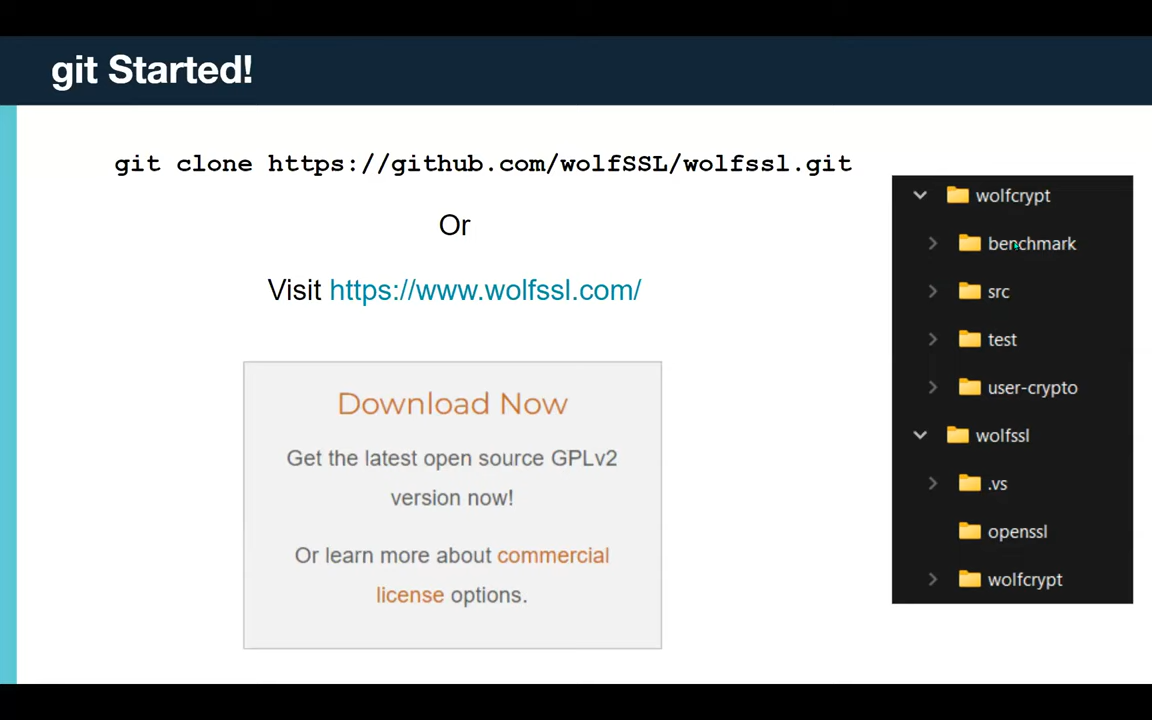 git Started!
git clone https://github.com/wolfSSL/wolfssl.git
Or
Visit https://www.wolfssl.com/
Download Now
Get the latest open source GPLv2
version now!
Or learn more about commercial
license options.
wolfcrypt
benchmark
src
test
user-crypto
wolfssl
.vs
openssl
wolfcrypt